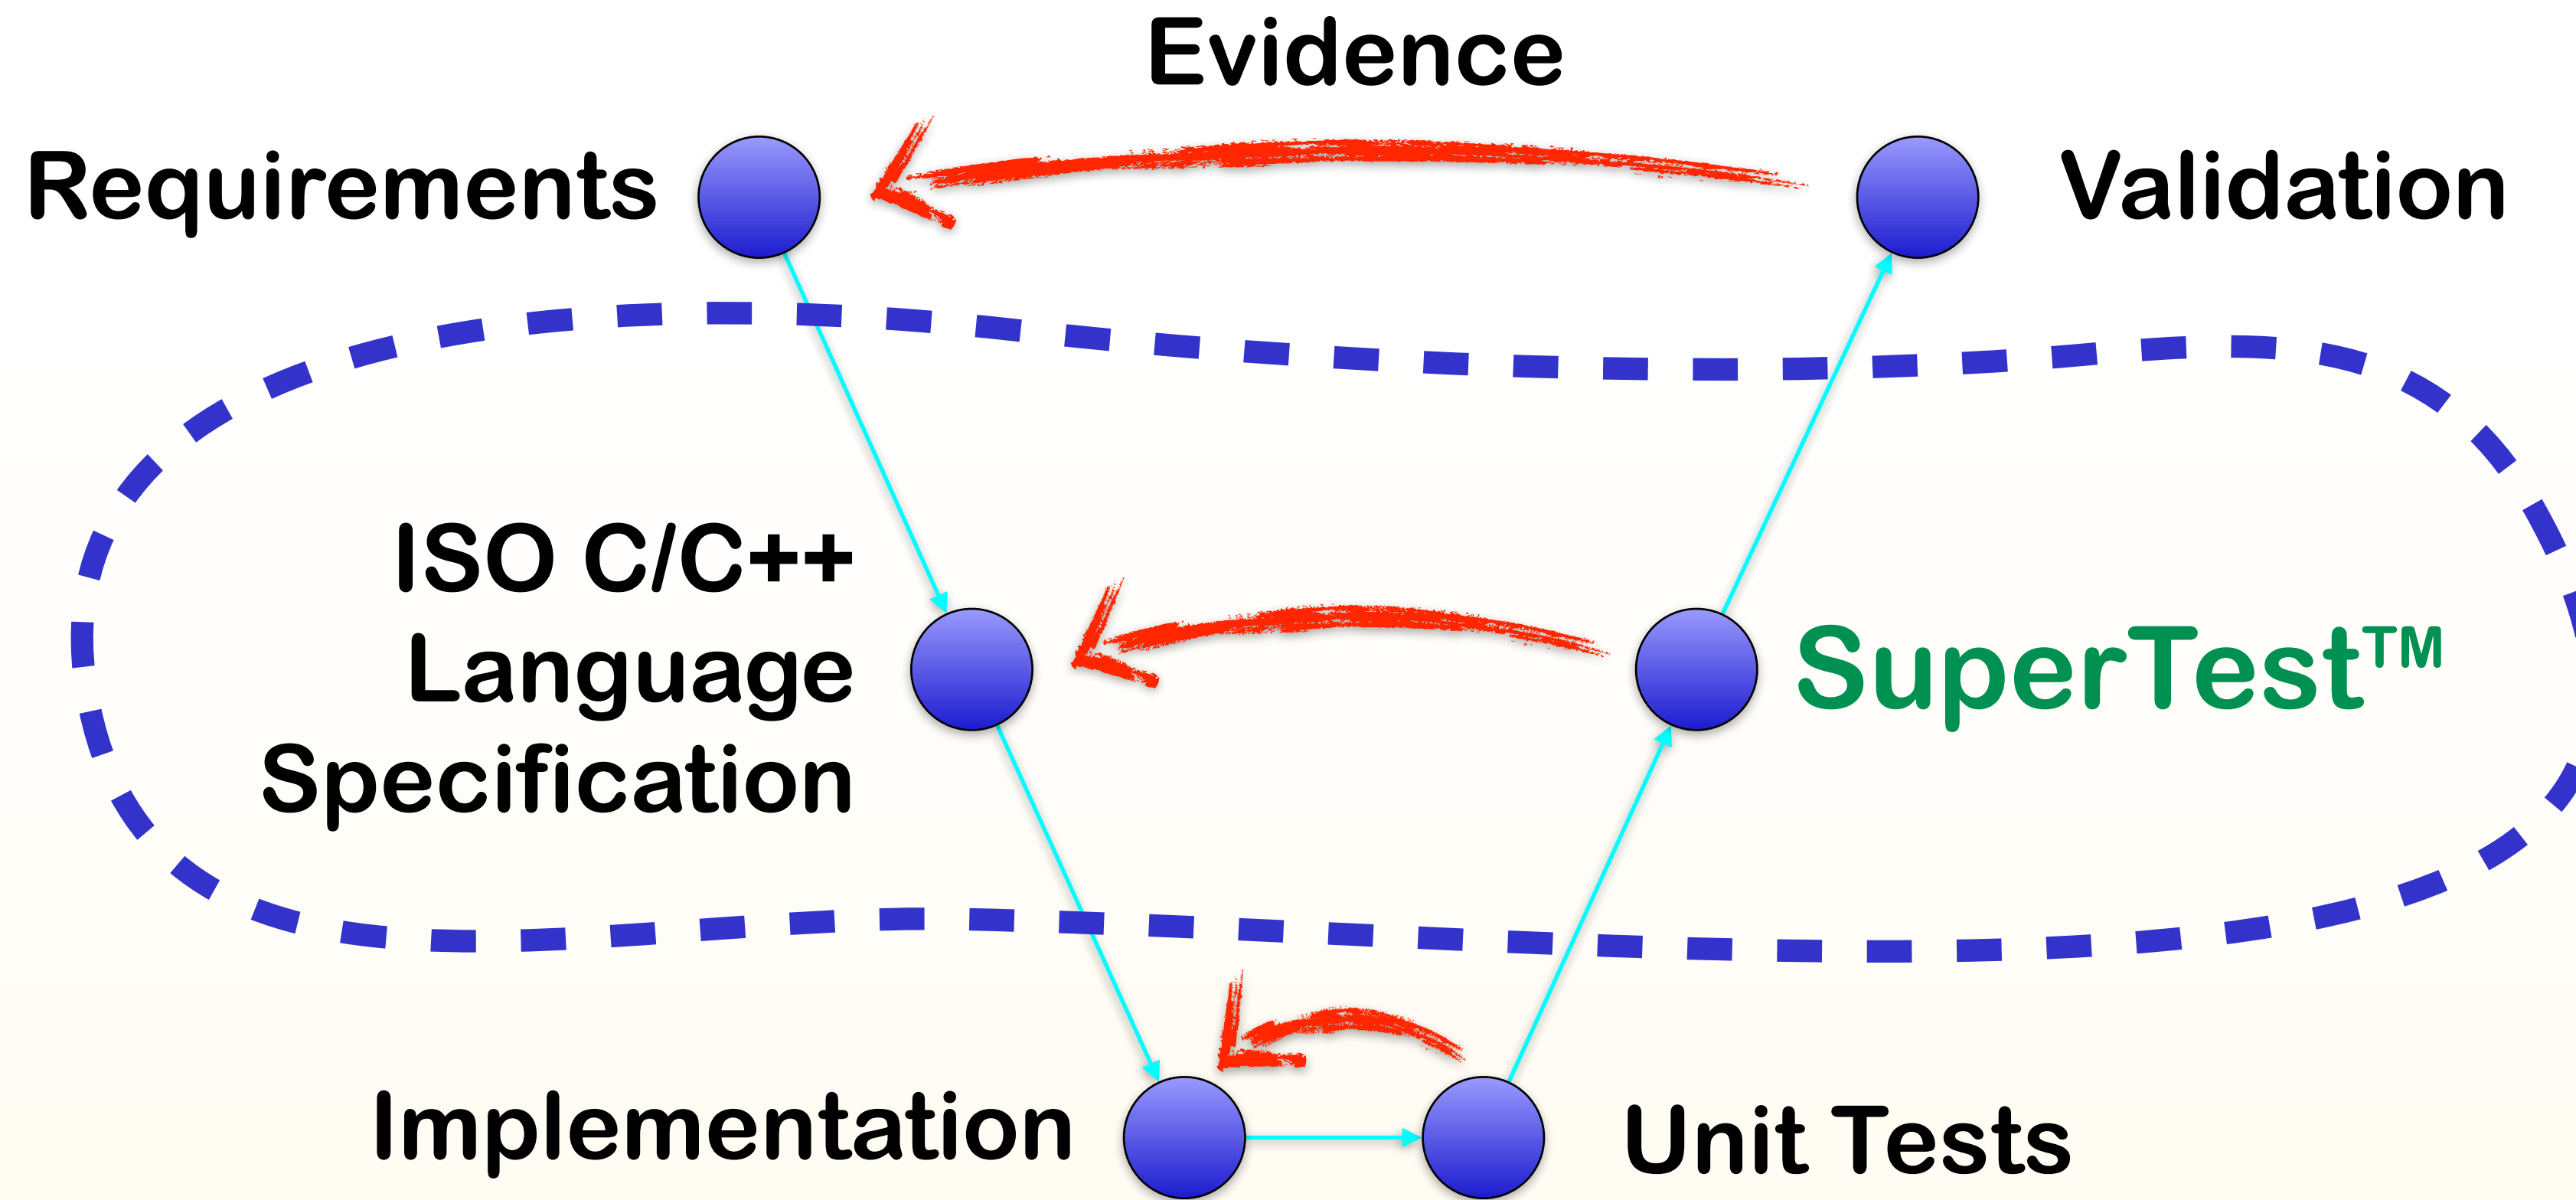 Evidence
Requirements
Validation
ISO C/C++
Language
Specification
SuperTest™
Implementation
Unit Tests